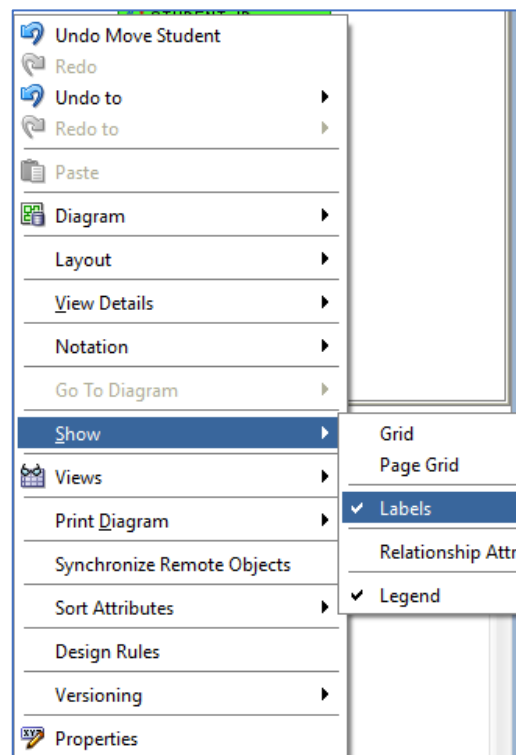 Undo Move Student
Redo
Undo to
Redo to
Paste
Diagram
Layout
View Details
Notation
Go To Diagram
Show
Views
Print Diagram
Synchronize Remote Objects
Sort Attributes
Design Rules
Versioning
Properties
Grid
Page Grid
Labels
Relationship Attr
Legend